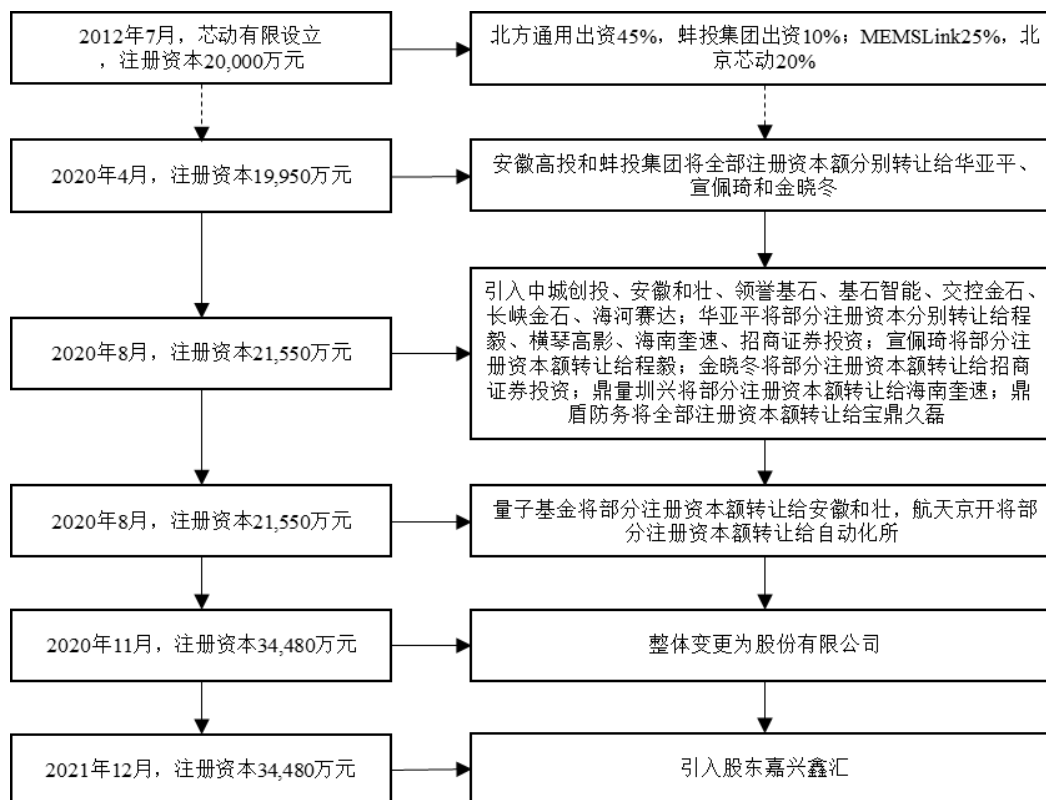 2012年7月，芯动有限设立
，注册资本20,000万元
北方通用出资45%，蚌投集团出资10%；MEMSLink25%，北
京芯动20%
2020年4月，注册资本19,950万元
安徽高投和蚌投集团将全部注册资本额分别转让给华亚平、
宣佩琦和金晓冬
2020年8月，注册资本21,550万元
引入中城创投、安徽和壮、领誉基石、基石智能、交控金石、
长峡金石、海河赛达；华亚平将部分注册资本分别转让给程
毅、横琴高影、海南奎速、招商证券投资；宣佩琦将部分注
册资本额转让给程毅；金晓冬将部分注册资本额转让给招商
证券投资；鼎量圳兴将部分注册资本额转让给海南奎速；鼎
盾防务将全部注册资本额转让给宝鼎久磊
2020年8月，注册资本21,550万元
量子基金将部分注册资本额转让给安徽和壮，航天京开将部
分注册资本额转让给自动化所
2020年11月，注册资本34,480万元
整体变更为股份有限公司
2021年12月，注册资本34,480万元
引入股东嘉兴鑫汇